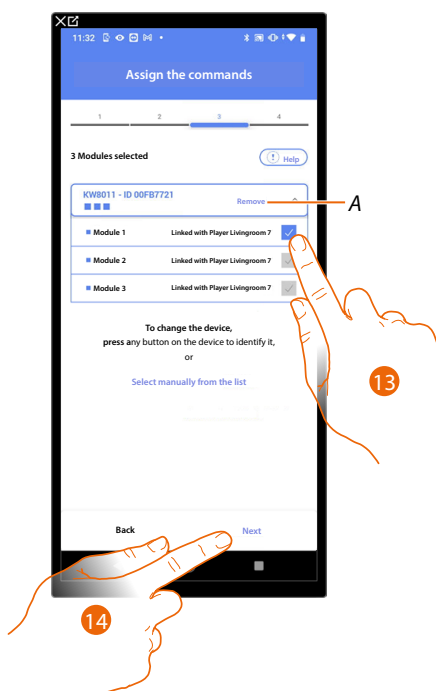 11:32
Assign the commands
1 2 3 4
3 Modules selected
! Help
KW8011 - ID 00FB7721
Remove
A
Module 1 Linked with Player Livingroom 7
Module 2 Linked with Player Livingroom 7
Module 3 Linked with Player Livingroom 7
To change the device,
press any button on the device to identify it,
or
Select manually from the list
13
Back Next
14